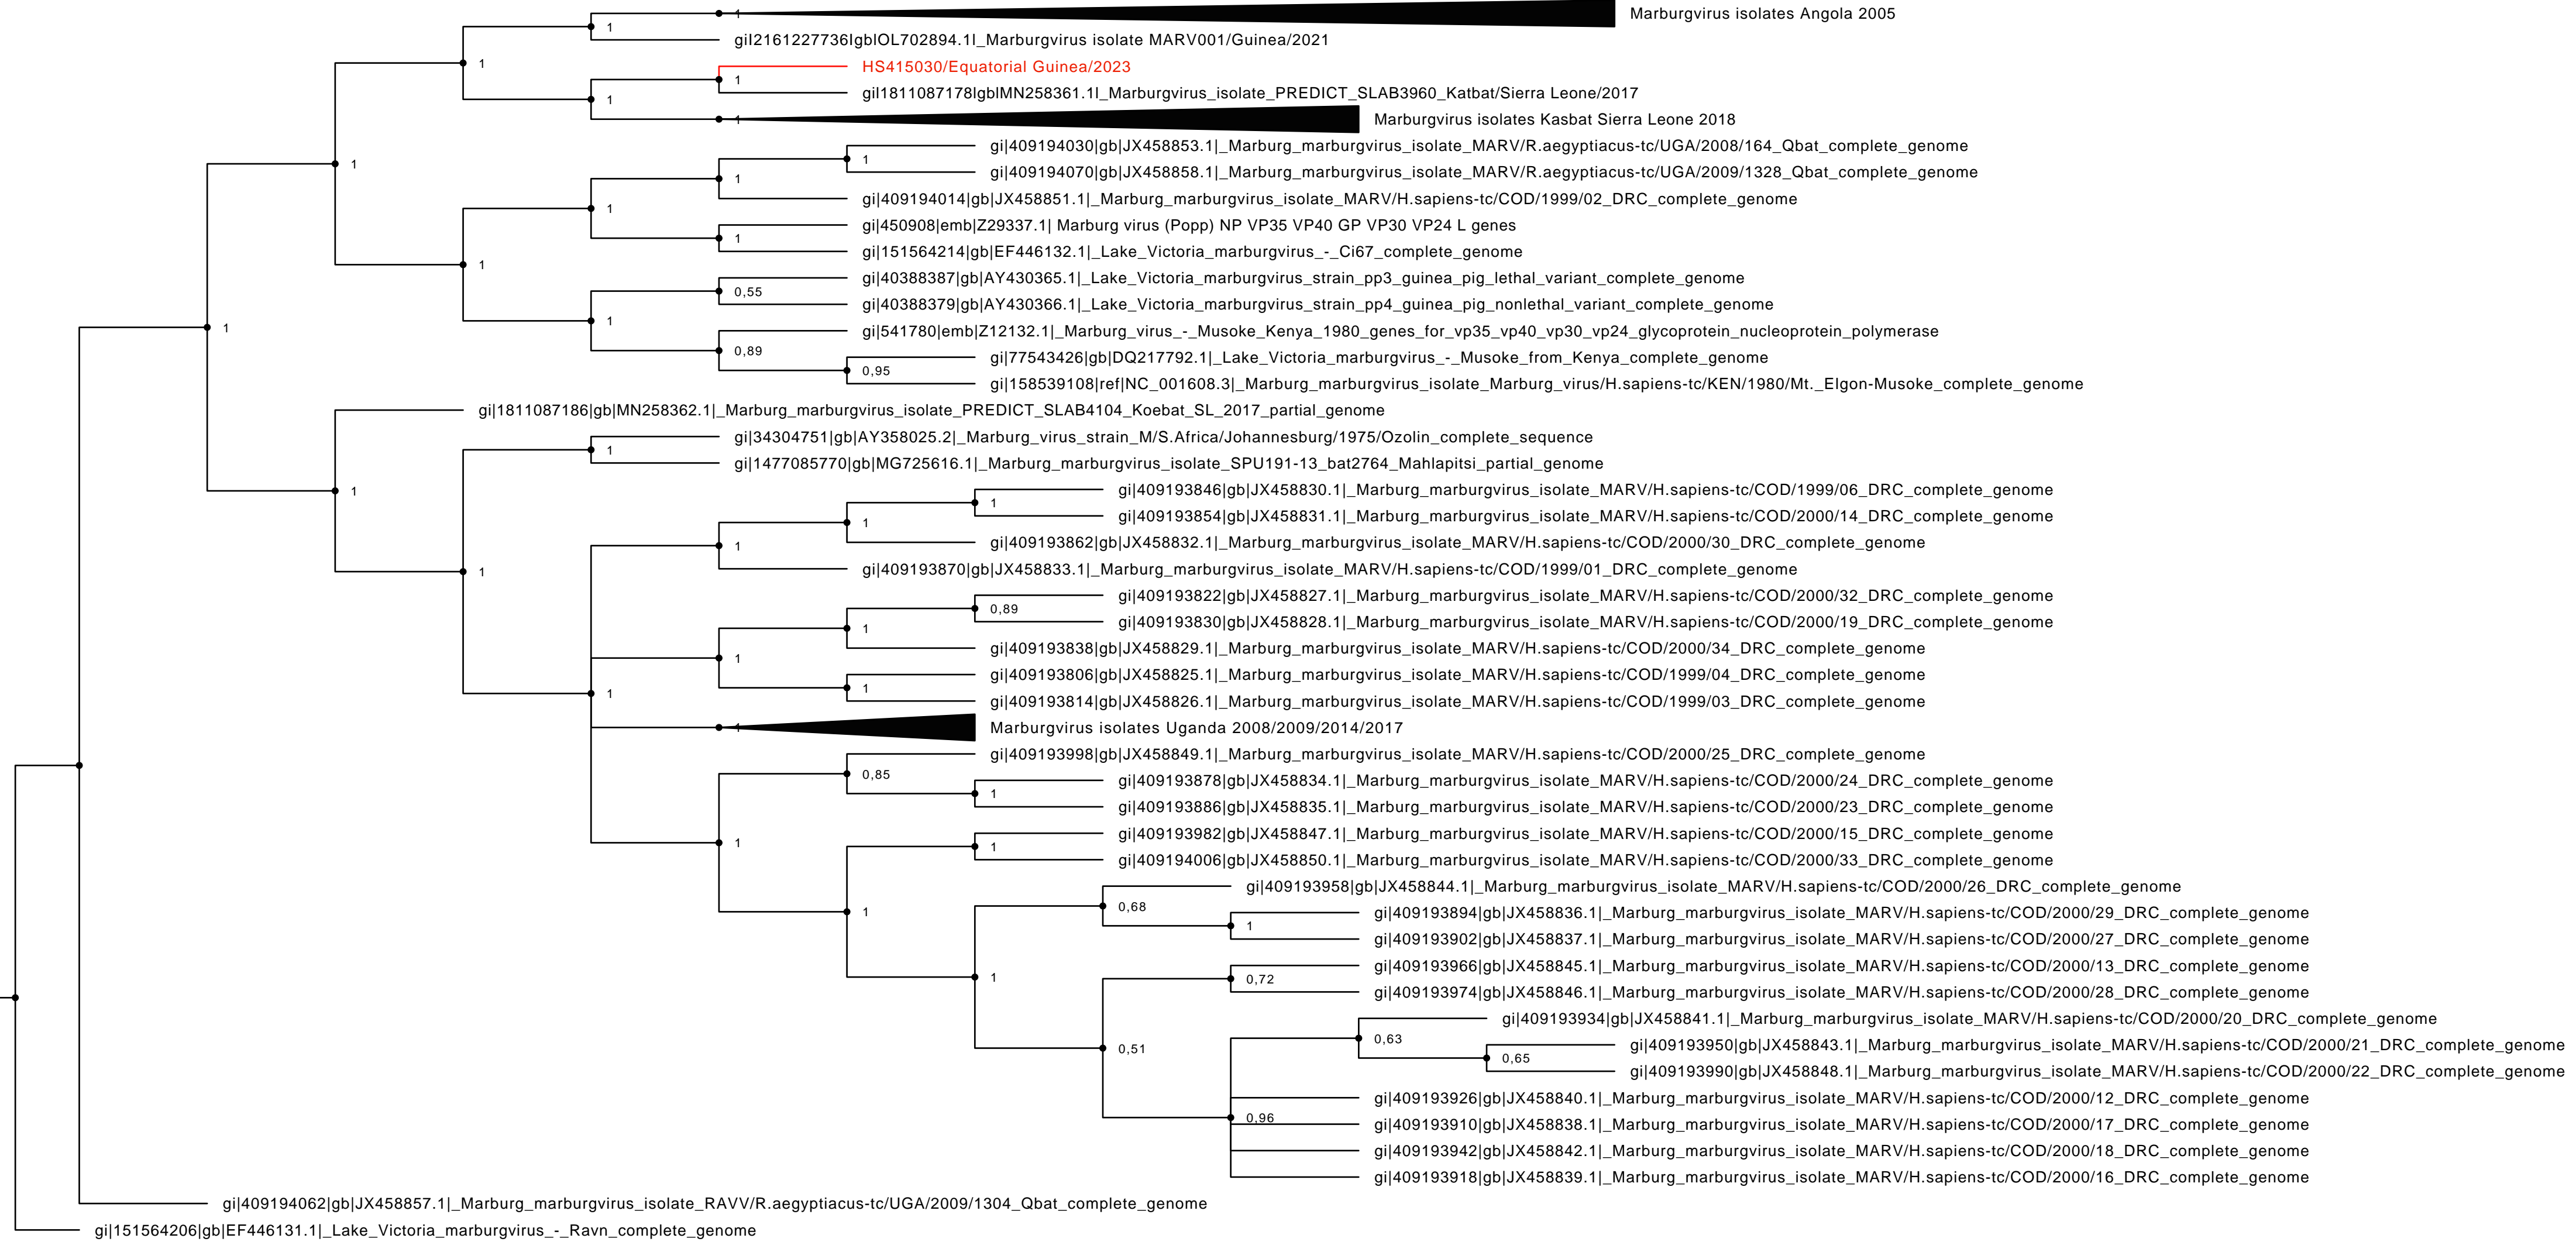 1
Marburgvirus isolates Angola 2005
1
giI2161227736IgbIOL702894.1I_Marburgvirus isolate MARV001/Guinea/2021
1
HS415030/Equatorial Guinea/2023
1
giI1811087178IgbIMN258361.1I_Marburgvirus_isolate_PREDICT_SLAB3960_Katbat/Sierra Leone/2017
1
1
Marburgvirus isolates Kasbat Sierra Leone 2018
gi|409194030|gb|JX458853.1|_Marburg_marburgvirus_isolate_MARV/R.aegyptiacus-tc/UGA/2008/164_Qbat_complete_genome
1
1
gi|409194070|gb|JX458858.1|_Marburg_marburgvirus_isolate_MARV/R.aegyptiacus-tc/UGA/2009/1328_Qbat_complete_genome
1
gi|409194014|gb|JX458851.1|_Marburg_marburgvirus_isolate_MARV/H.sapiens-tc/COD/1999/02_DRC_complete_genome
1
gi|450908|emb|Z29337.1| Marburg virus (Popp) NP VP35 VP40 GP VP30 VP24 L genes
1
gi|151564214|gb|EF446132.1|_Lake_Victoria_marburgvirus_-_Ci67_complete_genome
1
gi|40388387|gb|AY430365.1|_Lake_Victoria_marburgvirus_strain_pp3_guinea_pig_lethal_variant_complete_genome
0,55
gi|40388379|gb|AY430366.1|_Lake_Victoria_marburgvirus_strain_pp4_guinea_pig_nonlethal_variant_complete_genome
1
1
gi|541780|emb|Z12132.1|_Marburg_virus_-_Musoke_Kenya_1980_genes_for_vp35_vp40_vp30_vp24_glycoprotein_nucleoprotein_polymerase
0,89
gi|77543426|gb|DQ217792.1|_Lake_Victoria_marburgvirus_-_Musoke_from_Kenya_complete_genome
0,95
gi|158539108|ref|NC_001608.3|_Marburg_marburgvirus_isolate_Marburg_virus/H.sapiens-tc/KEN/1980/Mt._Elgon-Musoke_complete_genome
gi|1811087186|gb|MN258362.1|_Marburg_marburgvirus_isolate_PREDICT_SLAB4104_Koebat_SL_2017_partial_genome
gi|34304751|gb|AY358025.2|_Marburg_virus_strain_M/S.Africa/Johannesburg/1975/Ozolin_complete_sequence
1
gi|1477085770|gb|MG725616.1|_Marburg_marburgvirus_isolate_SPU191-13_bat2764_Mahlapitsi_partial_genome
1
gi|409193846|gb|JX458830.1|_Marburg_marburgvirus_isolate_MARV/H.sapiens-tc/COD/1999/06_DRC_complete_genome
1
gi|409193854|gb|JX458831.1|_Marburg_marburgvirus_isolate_MARV/H.sapiens-tc/COD/2000/14_DRC_complete_genome
1
gi|409193862|gb|JX458832.1|_Marburg_marburgvirus_isolate_MARV/H.sapiens-tc/COD/2000/30_DRC_complete_genome
1
gi|409193870|gb|JX458833.1|_Marburg_marburgvirus_isolate_MARV/H.sapiens-tc/COD/1999/01_DRC_complete_genome
1
gi|409193822|gb|JX458827.1|_Marburg_marburgvirus_isolate_MARV/H.sapiens-tc/COD/2000/32_DRC_complete_genome
0,89
gi|409193830|gb|JX458828.1|_Marburg_marburgvirus_isolate_MARV/H.sapiens-tc/COD/2000/19_DRC_complete_genome
1
gi|409193838|gb|JX458829.1|_Marburg_marburgvirus_isolate_MARV/H.sapiens-tc/COD/2000/34_DRC_complete_genome
1
gi|409193806|gb|JX458825.1|_Marburg_marburgvirus_isolate_MARV/H.sapiens-tc/COD/1999/04_DRC_complete_genome
1
1
gi|409193814|gb|JX458826.1|_Marburg_marburgvirus_isolate_MARV/H.sapiens-tc/COD/1999/03_DRC_complete_genome
1
Marburgvirus isolates Uganda 2008/2009/2014/2017
gi|409193998|gb|JX458849.1|_Marburg_marburgvirus_isolate_MARV/H.sapiens-tc/COD/2000/25_DRC_complete_genome
0,85
gi|409193878|gb|JX458834.1|_Marburg_marburgvirus_isolate_MARV/H.sapiens-tc/COD/2000/24_DRC_complete_genome
1
gi|409193886|gb|JX458835.1|_Marburg_marburgvirus_isolate_MARV/H.sapiens-tc/COD/2000/23_DRC_complete_genome
gi|409193982|gb|JX458847.1|_Marburg_marburgvirus_isolate_MARV/H.sapiens-tc/COD/2000/15_DRC_complete_genome
1
1
gi|409194006|gb|JX458850.1|_Marburg_marburgvirus_isolate_MARV/H.sapiens-tc/COD/2000/33_DRC_complete_genome
gi|409193958|gb|JX458844.1|_Marburg_marburgvirus_isolate_MARV/H.sapiens-tc/COD/2000/26_DRC_complete_genome
0,68
1
gi|409193894|gb|JX458836.1|_Marburg_marburgvirus_isolate_MARV/H.sapiens-tc/COD/2000/29_DRC_complete_genome
1
gi|409193902|gb|JX458837.1|_Marburg_marburgvirus_isolate_MARV/H.sapiens-tc/COD/2000/27_DRC_complete_genome
gi|409193966|gb|JX458845.1|_Marburg_marburgvirus_isolate_MARV/H.sapiens-tc/COD/2000/13_DRC_complete_genome
1
0,72
gi|409193974|gb|JX458846.1|_Marburg_marburgvirus_isolate_MARV/H.sapiens-tc/COD/2000/28_DRC_complete_genome
gi|409193934|gb|JX458841.1|_Marburg_marburgvirus_isolate_MARV/H.sapiens-tc/COD/2000/20_DRC_complete_genome
0,63
gi|409193950|gb|JX458843.1|_Marburg_marburgvirus_isolate_MARV/H.sapiens-tc/COD/2000/21_DRC_complete_genome
0,51
0,65
gi|409193990|gb|JX458848.1|_Marburg_marburgvirus_isolate_MARV/H.sapiens-tc/COD/2000/22_DRC_complete_genome
gi|409193926|gb|JX458840.1|_Marburg_marburgvirus_isolate_MARV/H.sapiens-tc/COD/2000/12_DRC_complete_genome
0,96
gi|409193910|gb|JX458838.1|_Marburg_marburgvirus_isolate_MARV/H.sapiens-tc/COD/2000/17_DRC_complete_genome
gi|409193942|gb|JX458842.1|_Marburg_marburgvirus_isolate_MARV/H.sapiens-tc/COD/2000/18_DRC_complete_genome
gi|409193918|gb|JX458839.1|_Marburg_marburgvirus_isolate_MARV/H.sapiens-tc/COD/2000/16_DRC_complete_genome
gi|409194062|gb|JX458857.1|_Marburg_marburgvirus_isolate_RAVV/R.aegyptiacus-tc/UGA/2009/1304_Qbat_complete_genome
gi|151564206|gb|EF446131.1|_Lake_Victoria_marburgvirus_-_Ravn_complete_genome